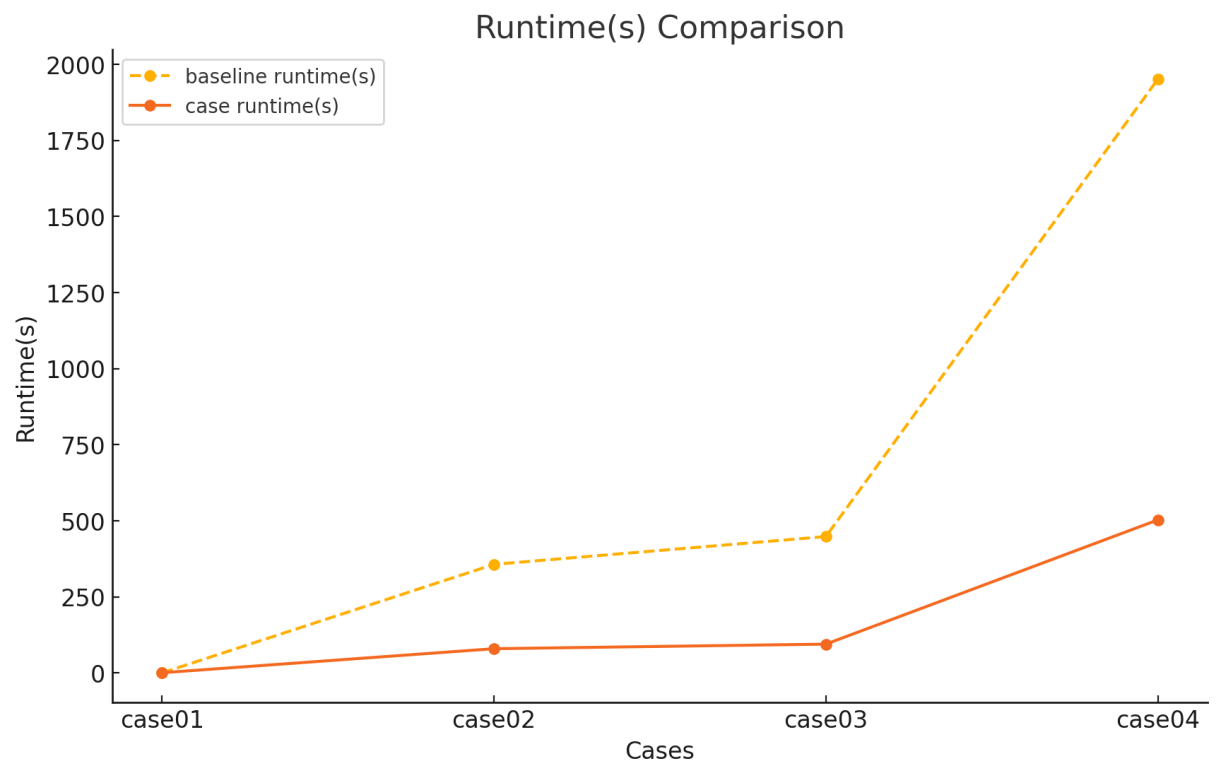 Runtime(s) Comparison
baseline runtime(s)
case runtime(s)
2000
1750
1500
1250
1000
750
500
250
0
Runtime(s)
case01 case02 case03 case04
Cases